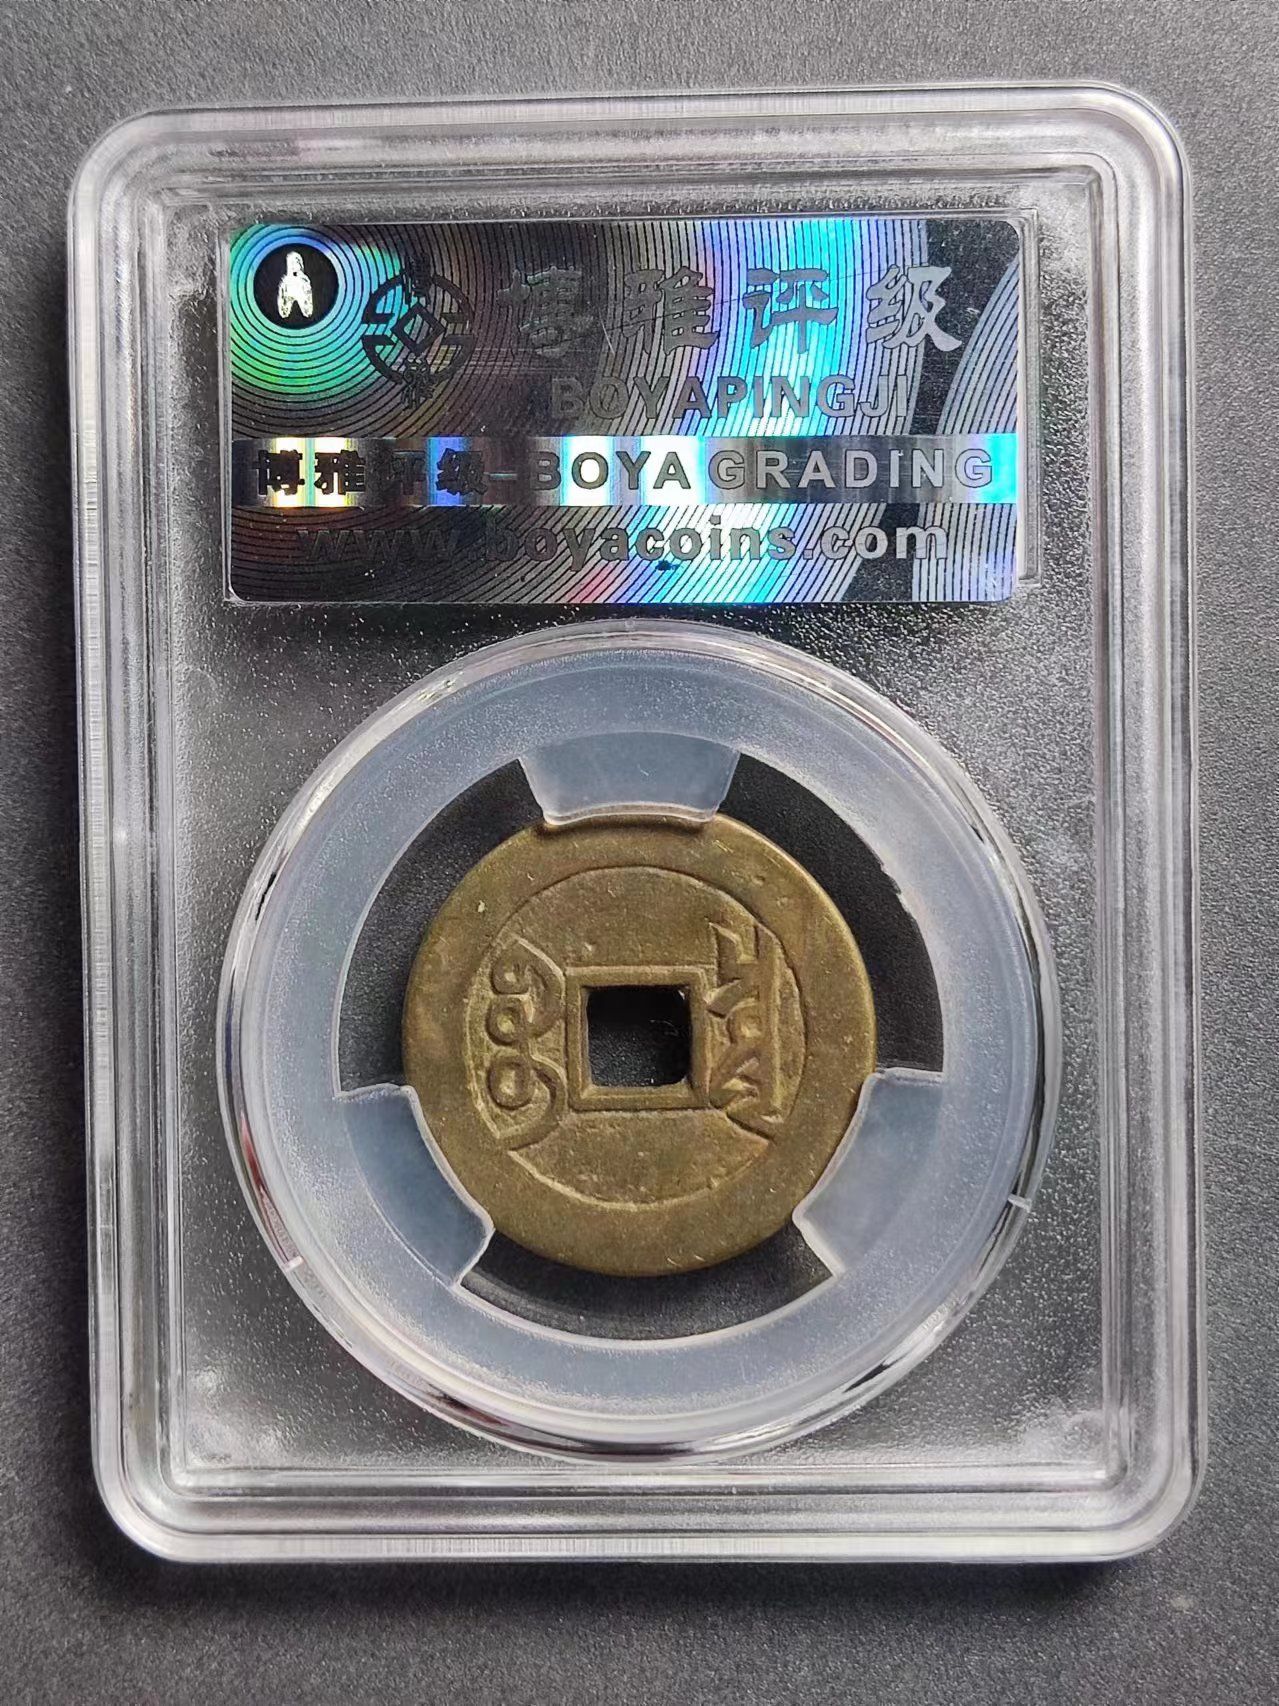 博雅评级
BOYAPINGJI
博雅评级-BOYA GRADING
www.boyacoins.com